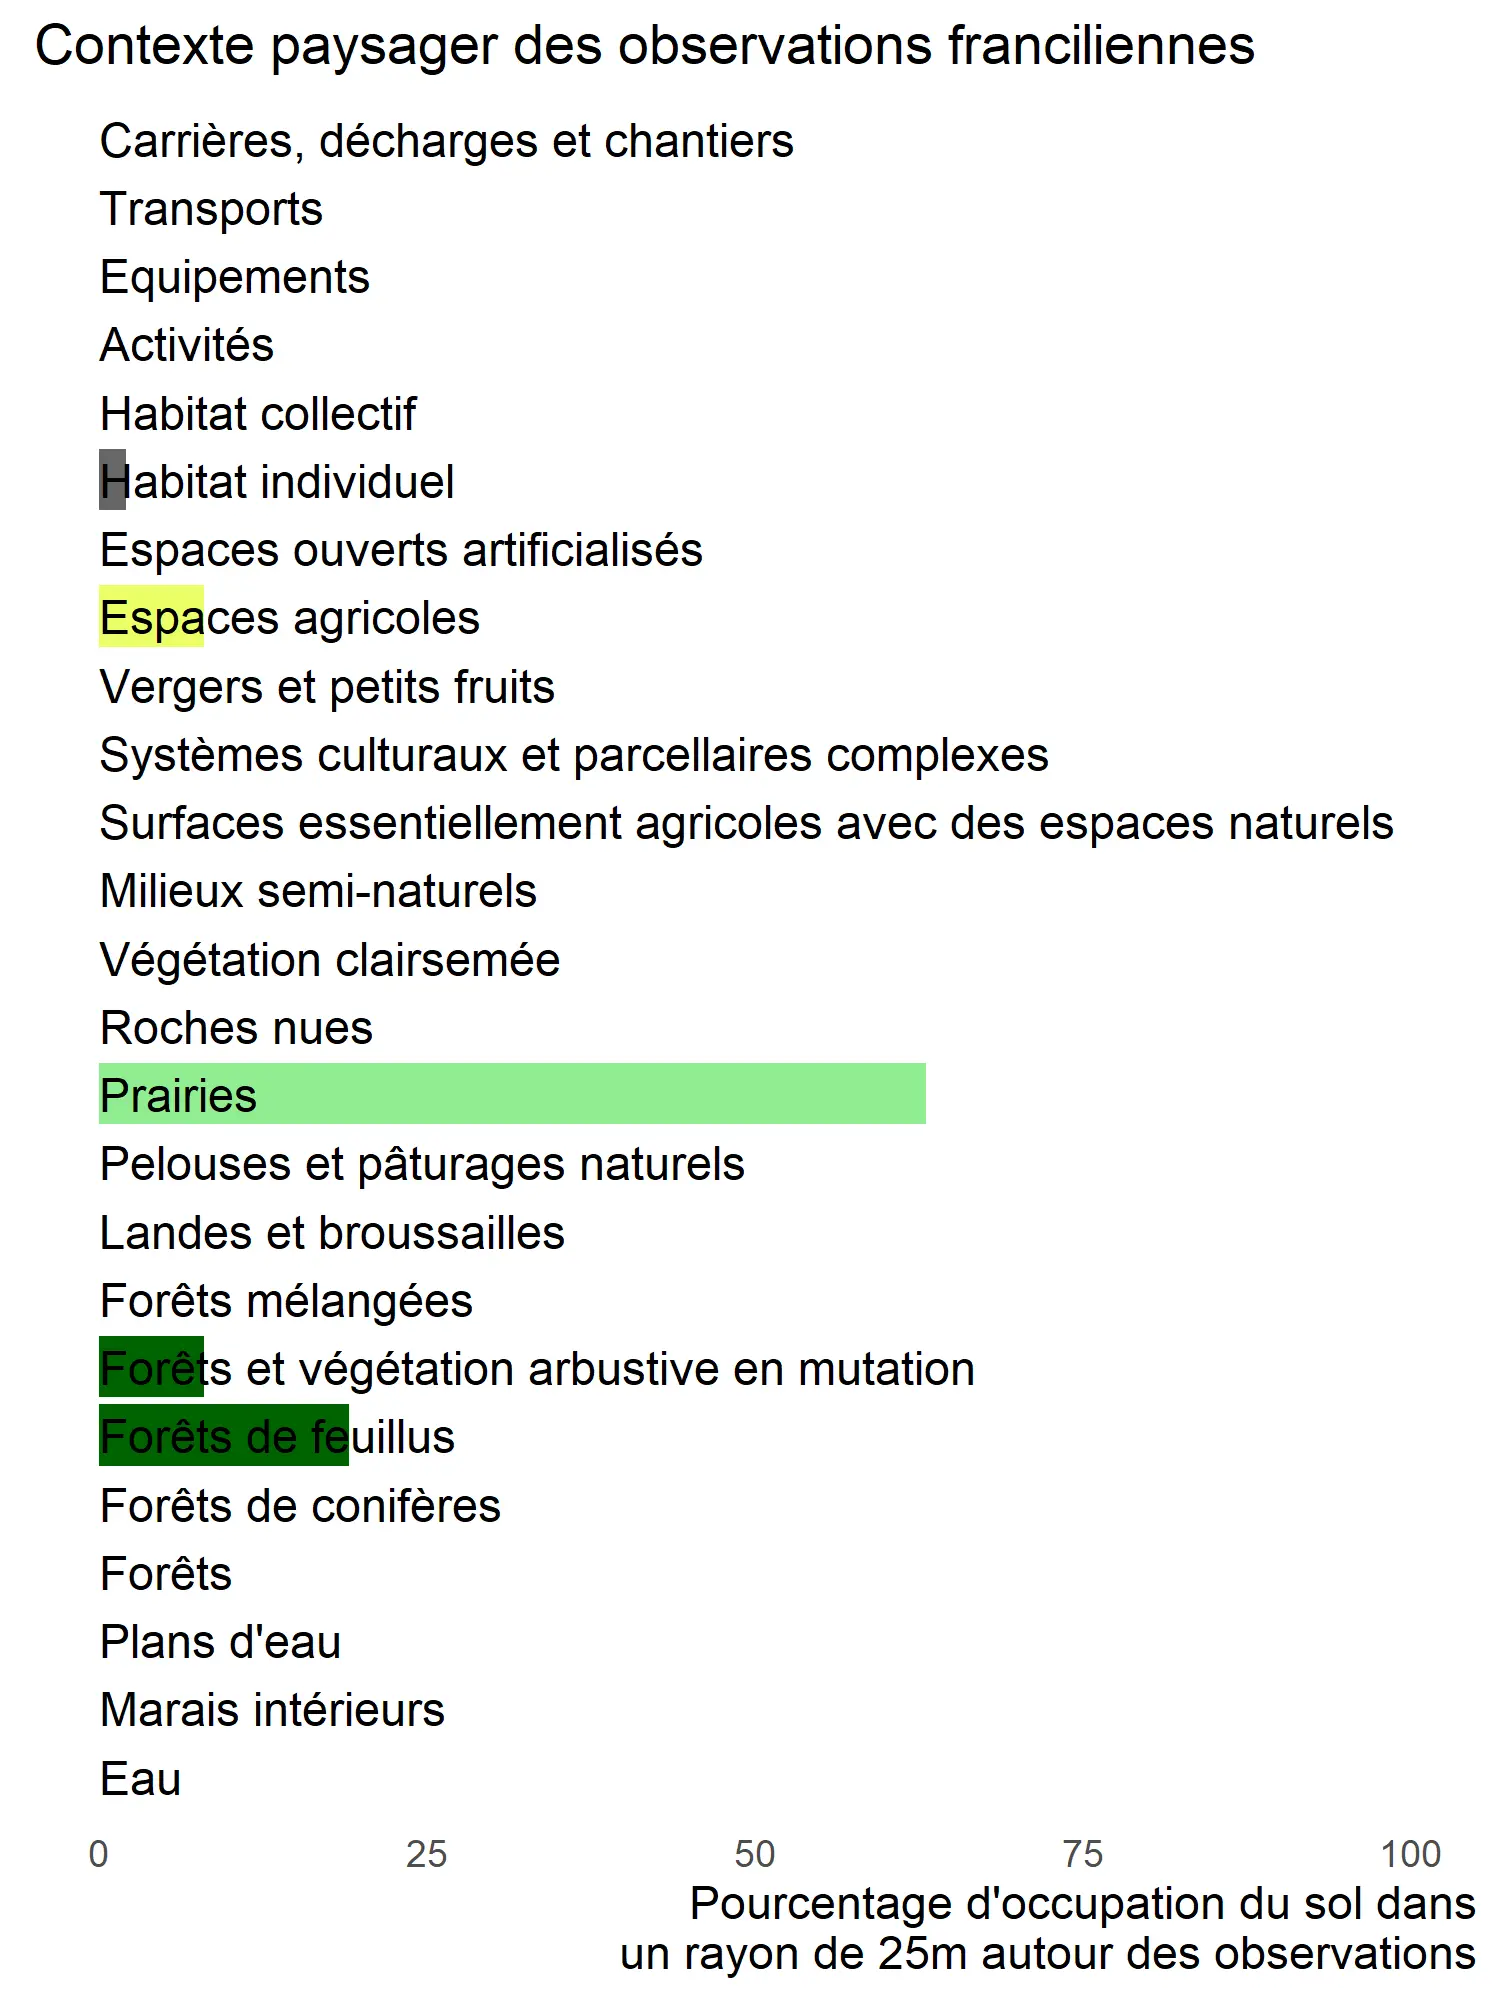 Contexte paysager des observations franciliennes
Carrières, décharges et chantiers
Transports
Equipements
Activités
Habitat collectif
Habitat individuel
Espaces ouverts artificialisés
Espaces agricoles
Vergers et petits fruits
Systèmes culturaux et parcellaires complexes
Surfaces essentiellement agricoles avec des espaces naturels
Milieux semi-naturels
Végétation clairsemée
Roches nues
Prairies
Pelouses et pâturages naturels
Landes et broussailles
Forêts mélangées
Forêts et végétation arbustive en mutation
Forêts de feuillus
Forêts de conifères
Forêts
Plans d'eau
Marais intérieurs
Eau
0 25 50 75 100
Pourcentage d'occupation du sol dans
un rayon de 25m autour des observations